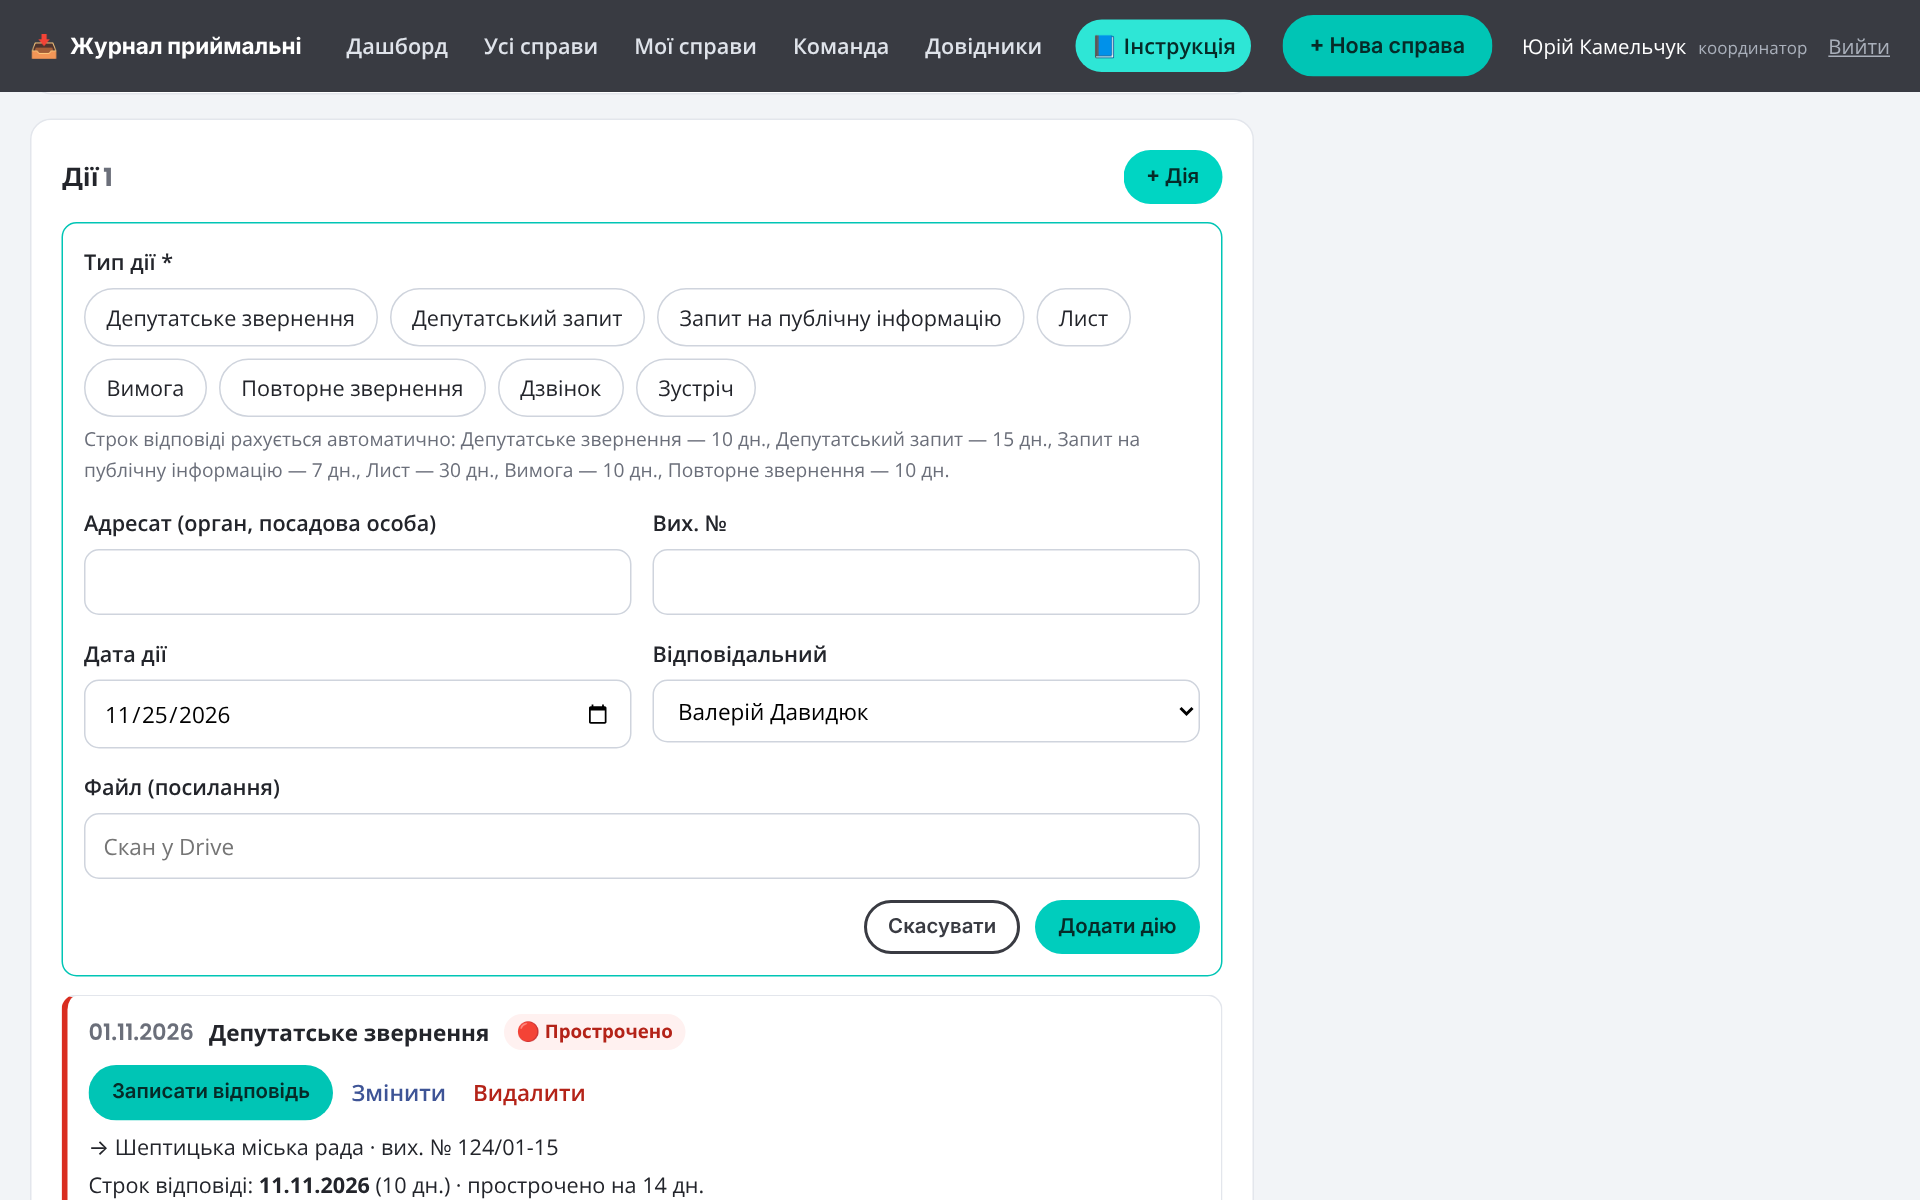 Журнал приймальні Дашборд Усі справи Мої справи Команда Довідники Інструкція + Нова справа Юрій Камельчук координатор Вийти
Дії 1
+ Дія
Тип дії *
Депутатське звернення Депутатський запит Запит на публічну інформацію Лист
Вимога Повторне звернення Дзвінок Зустріч
Строк відповіді рахується автоматично: Депутатське звернення — 10 дн., Депутатський запит — 15 дн., Запит на
публічну інформацію — 7 дн., Лист — 30 дн., Вимога — 10 дн., Повторне звернення — 10 дн.
Адресат (орган, посадова особа) Вих. №
Дата дії Відповідальний
11/25/2026 Валерій Давидюк
Файл (посилання)
Скан у Drive
Скасувати Додати дію
01.11.2026 Депутатське звернення Прострочено
Записати відповідь Змінити Видалити
→ Шептицька міська рада · вих. № 124/01-15
Строк відповіді: 11.11.2026 (10 дн.) · прострочено на 14 дн.